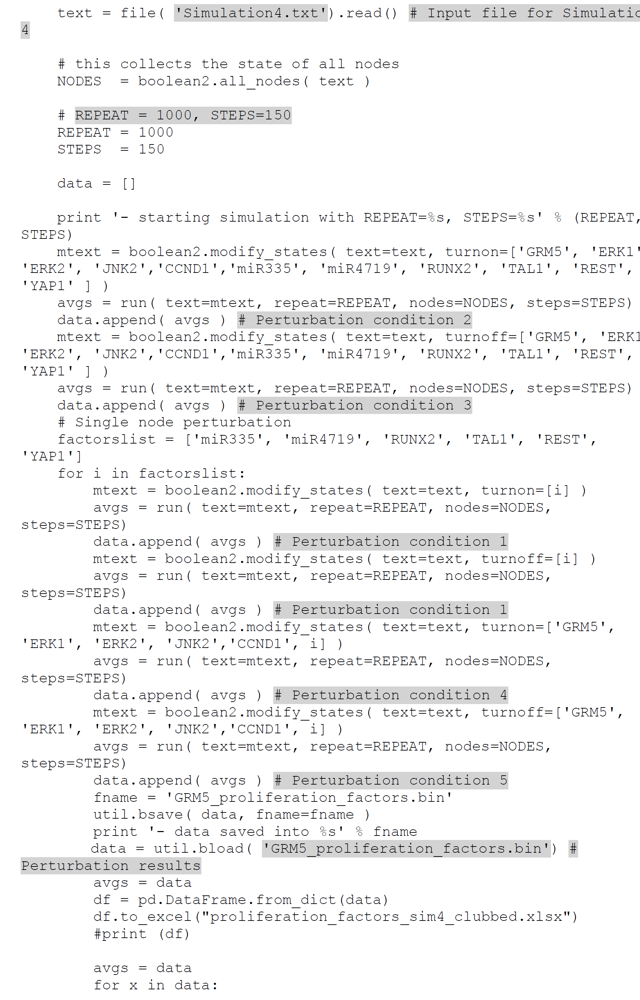 text = file( 'Simulation4.txt').read() # Input file for Simulatio
4
# this collects the state of all nodes
NODES  = boolean2.all_nodes( text )
# REPEAT = 1000, STEPS=150
REPEAT = 1000
STEPS  = 150
data = []
print '- starting simulation with REPEAT=%s, STEPS=%s' % (REPEAT,
STEPS)
mtext = boolean2.modify_states( text=text, turnon=['GRM5', 'ERK1'
'ERK2', 'JNK2','CCND1','miR335', 'miR4719', 'RUNX2', 'TAL1', 'REST',
'YAP1' ] )
avgs = run( text=mtext, repeat=REPEAT, nodes=NODES, steps=STEPS)
data.append( avgs ) # Perturbation condition 2
mtext = boolean2.modify_states( text=text, turnoff=['GRM5', 'ERK1
'ERK2', 'JNK2','CCND1','miR335', 'miR4719', 'RUNX2', 'TAL1', 'REST',
'YAP1' ] )
avgs = run( text=mtext, repeat=REPEAT, nodes=NODES, steps=STEPS)
data.append( avgs ) # Perturbation condition 3
# Single node perturbation
factorslist = ['miR335', 'miR4719', 'RUNX2', 'TAL1', 'REST',
'YAP1']
for i in factorslist:
mtext = boolean2.modify_states( text=text, turnon=[i] )
avgs = run( text=mtext, repeat=REPEAT, nodes=NODES,
steps=STEPS)
data.append( avgs ) # Perturbation condition 1
mtext = boolean2.modify_states( text=text, turnoff=[i] )
avgs = run( text=mtext, repeat=REPEAT, nodes=NODES,
steps=STEPS)
data.append( avgs ) # Perturbation condition 1
mtext = boolean2.modify_states( text=text, turnon=['GRM5',
'ERK1', 'ERK2', 'JNK2','CCND1', i] )
avgs = run( text=mtext, repeat=REPEAT, nodes=NODES,
steps=STEPS)
data.append( avgs ) # Perturbation condition 4
mtext = boolean2.modify_states( text=text, turnoff=['GRM5',
'ERK1', 'ERK2', 'JNK2','CCND1', i] )
avgs = run( text=mtext, repeat=REPEAT, nodes=NODES,
steps=STEPS)
data.append( avgs ) # Perturbation condition 5
fname = 'GRM5_proliferation_factors.bin'
util.bsave( data, fname=fname )
print '- data saved into %s' % fname
data = util.bload( 'GRM5_proliferation_factors.bin') #
Perturbation results
avgs = data
df = pd.DataFrame.from_dict(data)
df.to_excel("proliferation_factors_sim4_clubbed.xlsx")
#print (df)
avgs = data
for x in data: